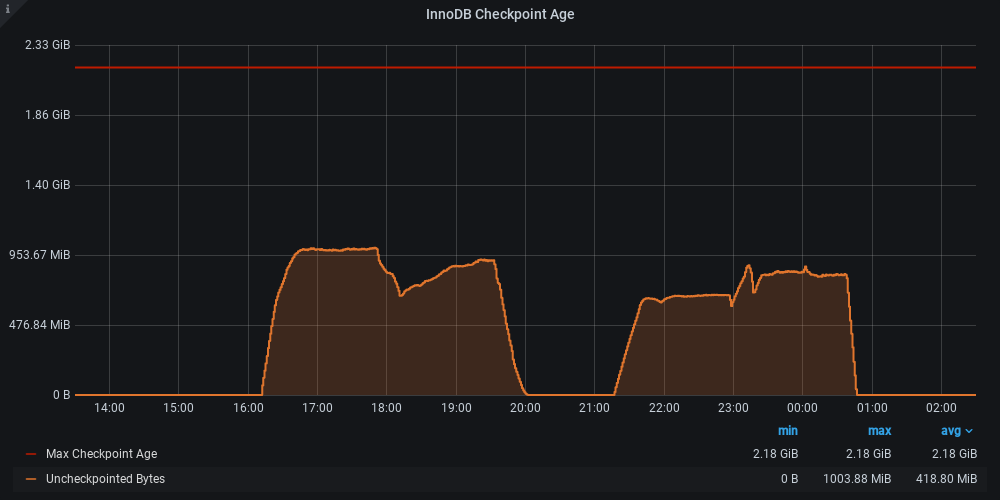 i
InnoDB Checkpoint Age
2.33 GiB
1.86 GiB
1.40 GiB
953.67 MiB
476.84 MiB
0 B
14:00 15:00 16:00 17:00 18:00 19:00 20:00 21:00 22:00 23:00 00:00 01:00 02:00
min max avg
Max Checkpoint Age 2.18 GiB 2.18 GiB 2.18 GiB
Uncheckpointed Bytes 0 B 1003.88 MiB 418.80 MiB